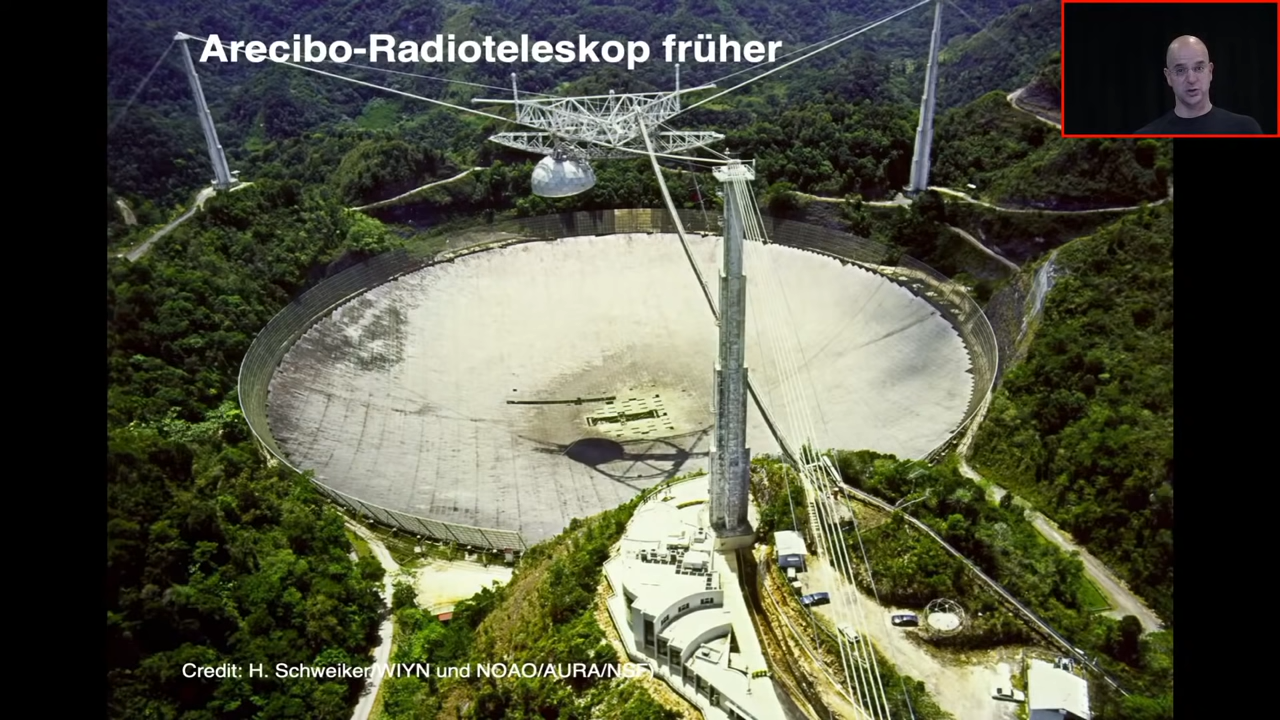 Arecibo-Radioteleskop früher
Credit: H. Schweiker/WIYN und NOAO/AURA/NSF)